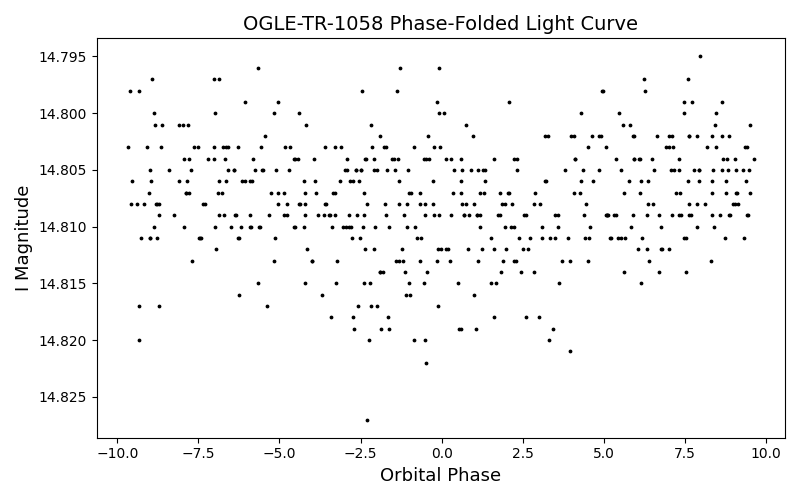 OGLE-TR-1058 Phase-Folded Light Curve
14.795
14.800
14.805
14.810
14.815
14.820
14.825
I Magnitude
−10.0 −7.5 −5.0 −2.5 0.0 2.5 5.0 7.5 10.0
Orbital Phase